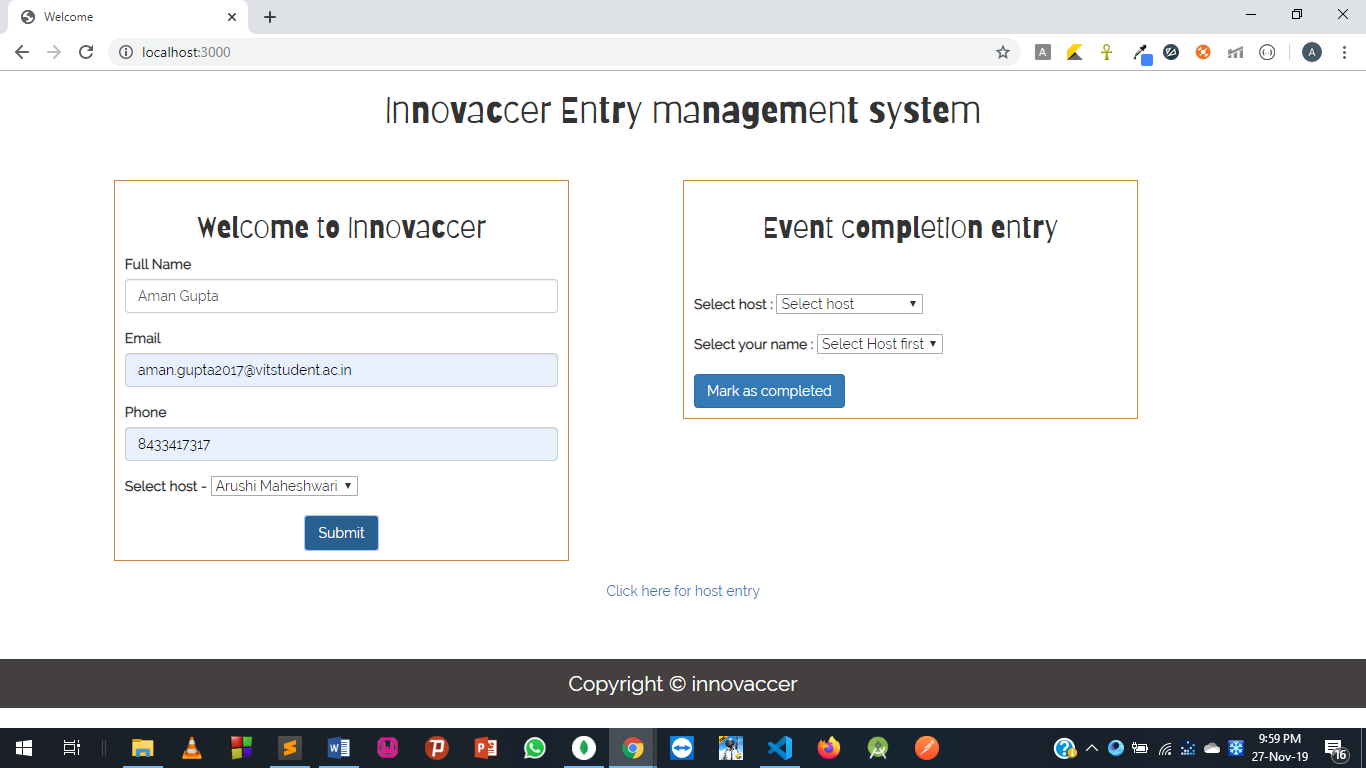 Welcome
localhost:3000
A
A
Innovaccer Entry management system
Welcome to Innovaccer
Full Name
Aman Gupta
Email
aman.gupta2017@vitstudent.ac.in
Phone
8433417317
Select host - Arushi Maheshwari
Submit
Event completion entry
Select host : Select host
Select your name : Select Host first
Mark as completed
Click here for host entry
Copyright © innovaccer
9:59 PM
27-Nov-19
16